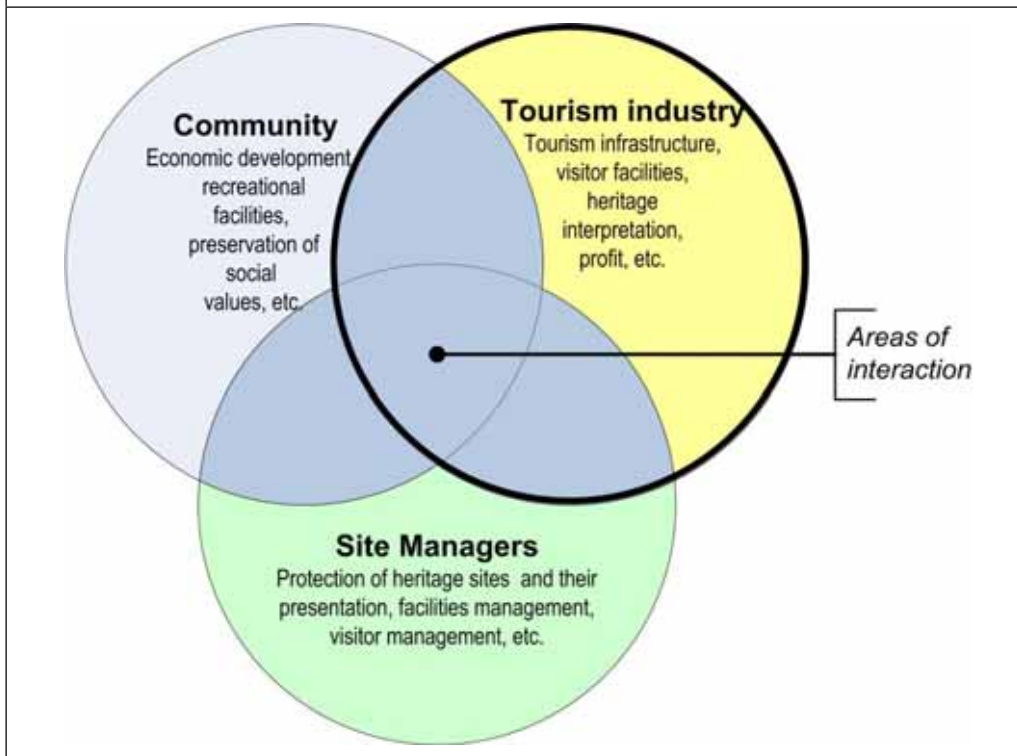 Community
Economic development,
recreational
facilities,
preservation of
social
values, etc.
Tourism industry
Tourism infrastructure,
visitor facilities,
heritage
interpretation,
profit, etc.
Areas of
interaction
Site Managers
Protection of heritage sites and their
presentation, facilities management,
visitor management, etc.